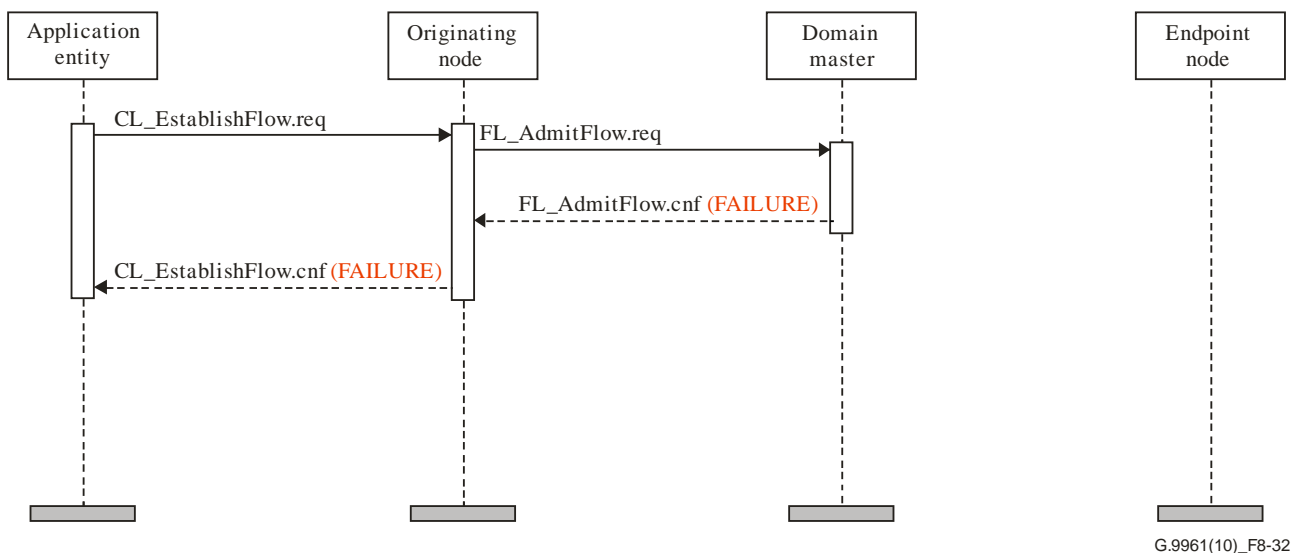 Application
entity
Originating
node
Domain
master
Endpoint
node
CL_EstablishFlow.req
FL_AdmitFlow.req
FL_AdmitFlow.cnf (FAILURE)
CL_EstablishFlow.cnf (FAILURE)
G.9961(10)_F8-32